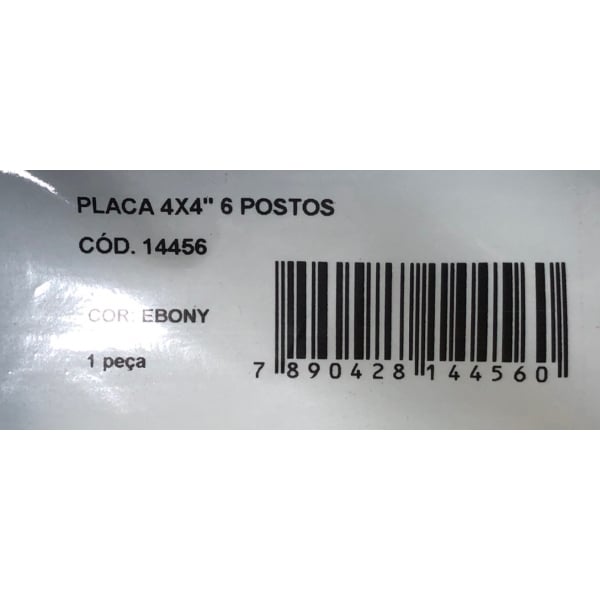 PLACA 4X4" 6 POSTOS
CÓD. 14456
COR: EBONY
1 peça
7 890428 144560